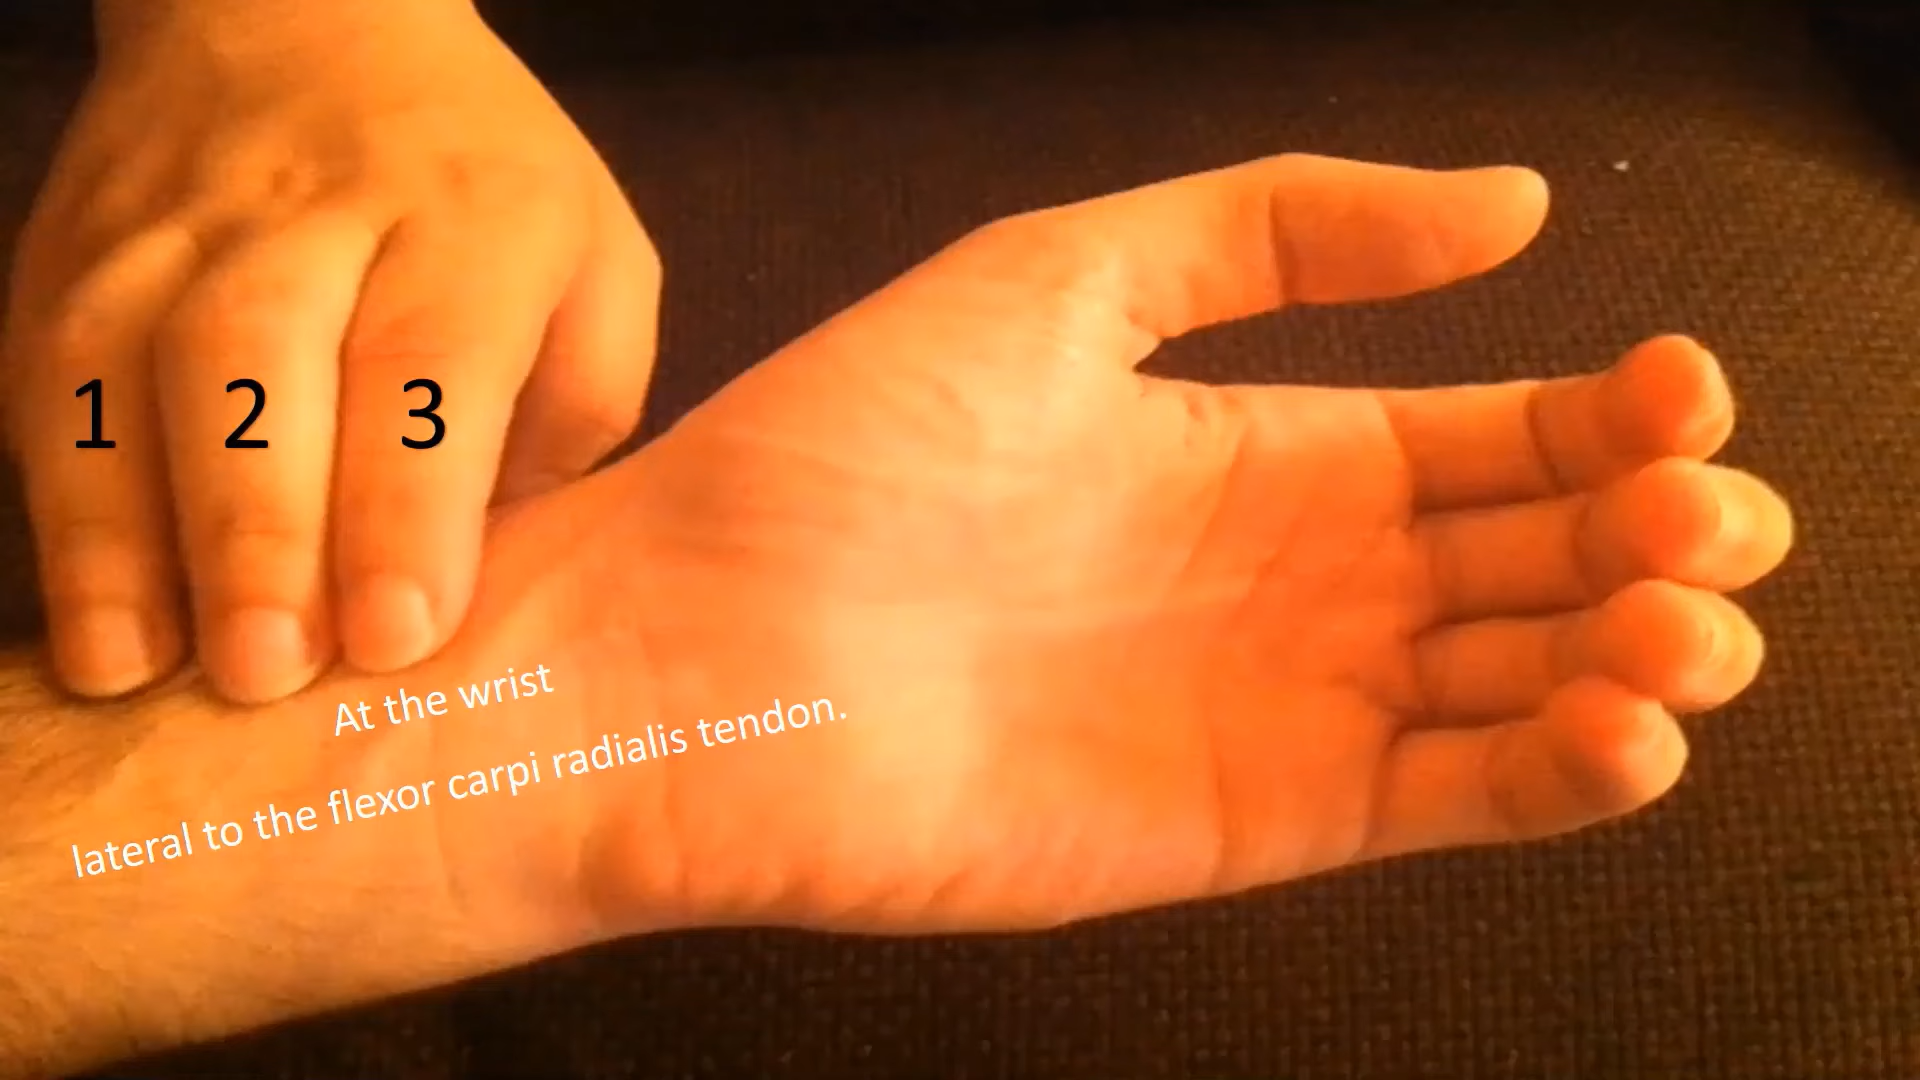 1 2 3
At the wrist
lateral to the flexor carpi radialis tendon.